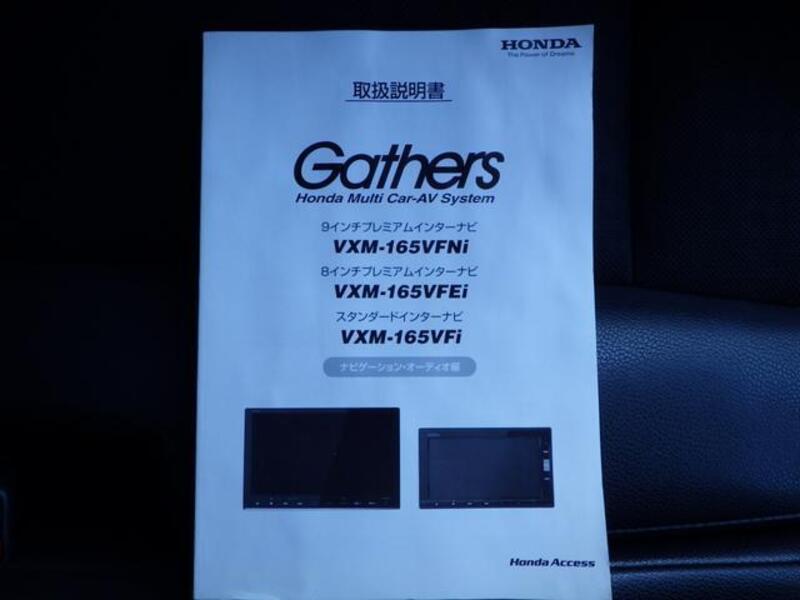 HONDA
The Power of Dreams
取扱説明書
Gathers
Honda Multi Car-AV System
9インチプレミアムインターナビ
VXM-165VFNi
8インチプレミアムインターナビ
VXM-165VFEi
スタンダードインターナビ
VXM-165VFi
ナビゲーション・オーディオ編
Honda Access